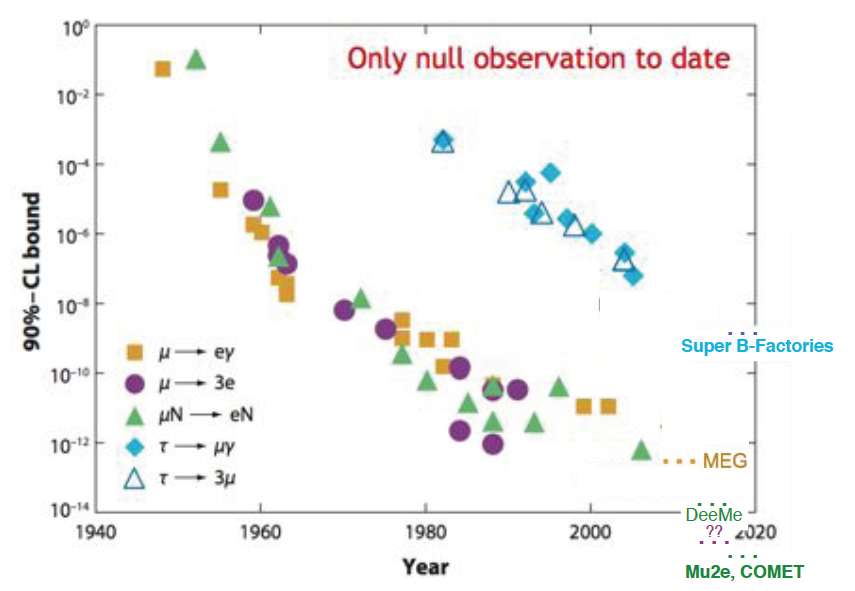 Only null observation to date
10⁰
10⁻²
10⁻⁴
10⁻⁶
10⁻⁸
10⁻¹⁰
10⁻¹²
10⁻¹⁴
90%–CL bound
μ → eγ
μ → 3e
μN → eN
τ → μγ
τ → 3μ
Super B-Factories
MEG
DeeMe
??
Mu2e, COMET
1940
1960
1980
2000
2020
Year